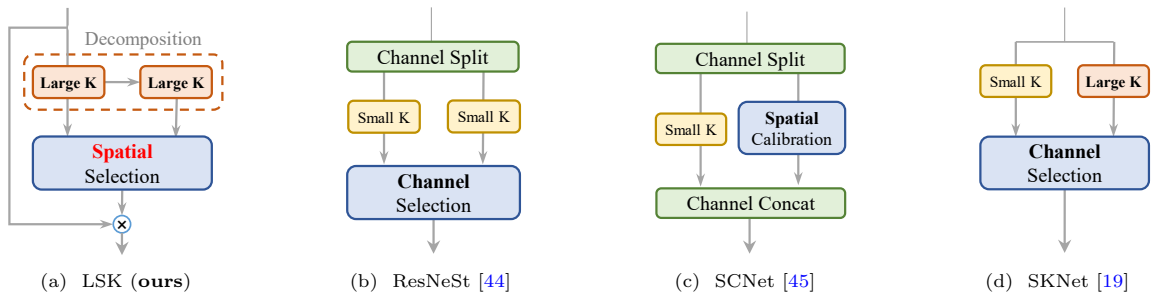 Decomposition
Large K
Large K
Spatial
Selection
×
(a) LSK (ours)
Channel Split
Small K
Small K
Channel
Selection
(b) ResNeSt [44]
Channel Split
Small K
Spatial
Calibration
Channel Concat
(c) SCNet [45]
Small K
Large K
Channel
Selection
(d) SKNet [19]